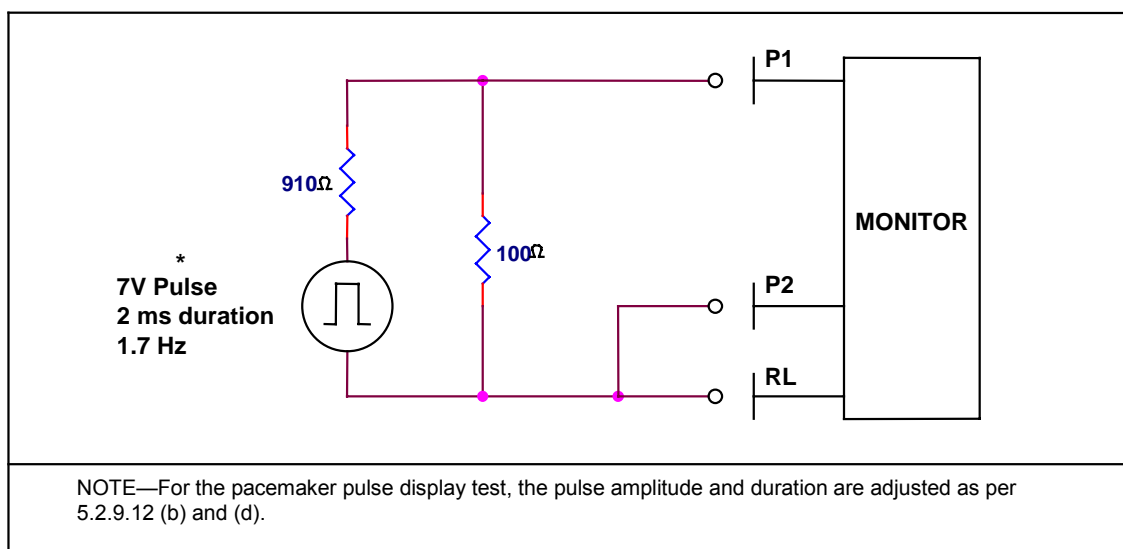 P1
910Ω
MONITOR
100Ω
*
7V Pulse
2 ms duration
1.7 Hz
P2
RL
NOTE—For the pacemaker pulse display test, the pulse amplitude and duration are adjusted as per
5.2.9.12 (b) and (d).